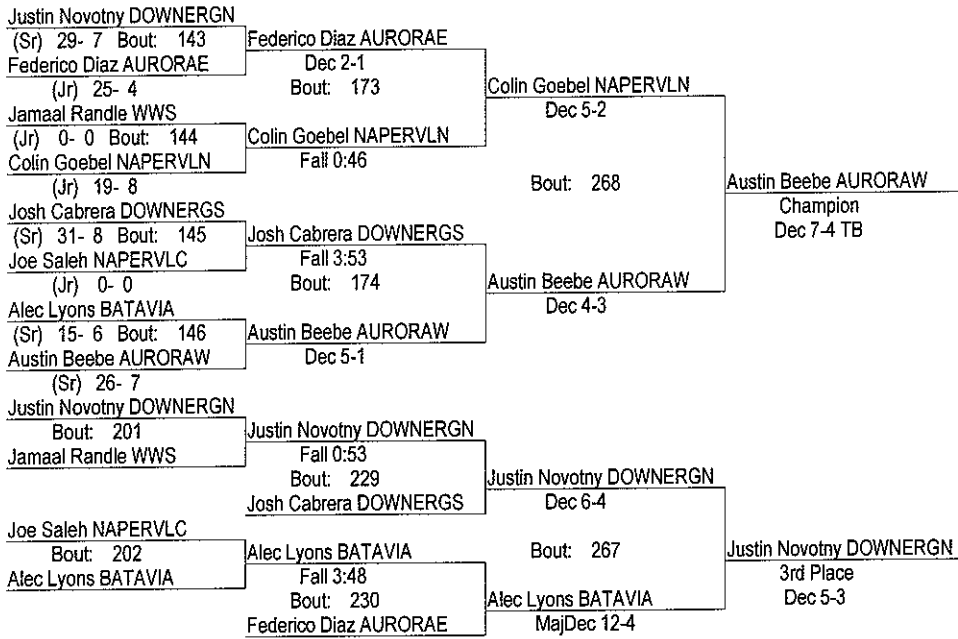 Justin Novotny DOWNERGN
(Sr) 29- 7 Bout: 143
Federico Diaz AURORAE
(Jr) 25- 4
Jamaal Randle WWS
(Jr) 0- 0 Bout: 144
Colin Goebel NAPERVLN
(Jr) 19- 8
Josh Cabrera DOWNERGS
(Sr) 31- 8 Bout: 145
Joe Saleh NAPERVLC
(Jr) 0- 0
Alec Lyons BATAVIA
(Sr) 15- 6 Bout: 146
Austin Beebe AURORAW
(Sr) 26- 7
Federico Diaz AURORAE
Dec 2-1
Bout: 173
Colin Goebel NAPERVLN
Fall 0:46
Josh Cabrera DOWNERGS
Fall 3:53
Bout: 174
Austin Beebe AURORAW
Dec 5-1
Colin Goebel NAPERVLN
Dec 5-2
Bout: 268
Austin Beebe AURORAW
Dec 4-3
Austin Beebe AURORAW
Champion
Dec 7-4 TB
Justin Novotny DOWNERGN
Bout: 201
Jamaal Randle WWS
Joe Saleh NAPERVLC
Bout: 202
Alec Lyons BATAVIA
Justin Novotny DOWNERGN
Fall 0:53
Bout: 229
Josh Cabrera DOWNERGS
Alec Lyons BATAVIA
Fall 3:48
Bout: 230
Federico Diaz AURORAE
Justin Novotny DOWNERGN
Dec 6-4
Bout: 267
Alec Lyons BATAVIA
MajDec 12-4
Justin Novotny DOWNERGN
3rd Place
Dec 5-3